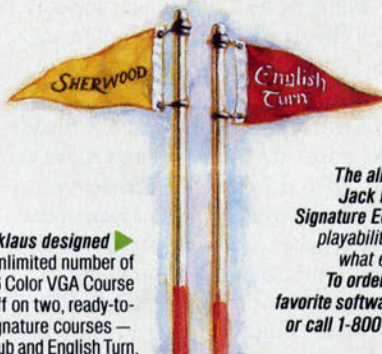 SHERWOOD
English
Turn
klaus designed
nlimited number of
Color VGA Course
ff on two, ready-to-
gnature courses —
ub and English Turn.
The all
Jack
Signature E
playabilit
what e
To order
favorite softwa
or call 1-800